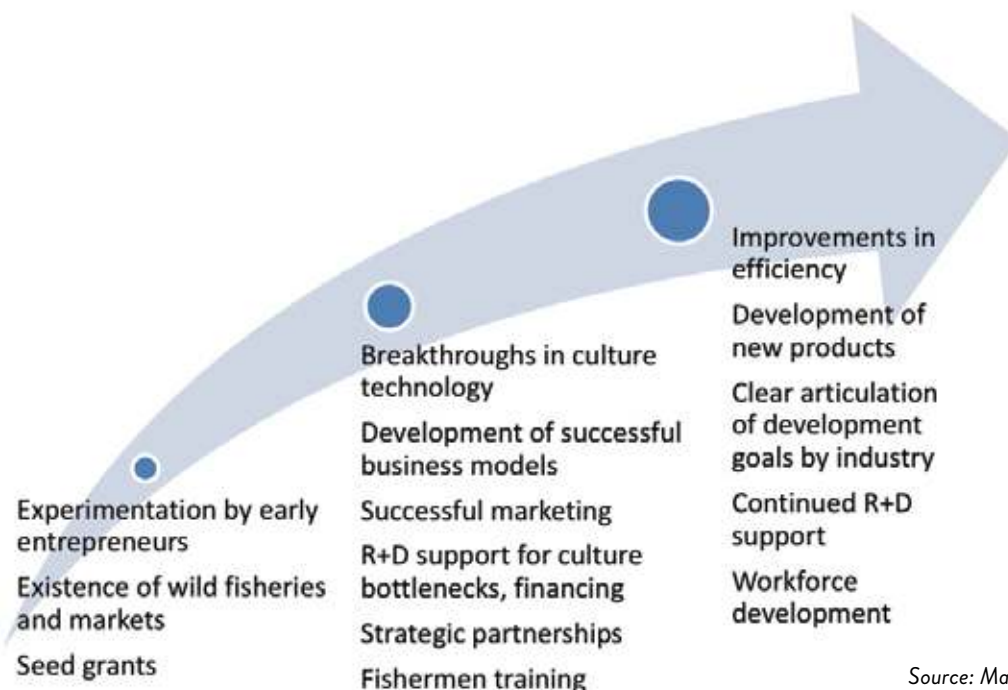 Experimentation by early
entrepreneurs
Existence of wild fisheries
and markets
Seed grants
Breakthroughs in culture
technology
Development of successful
business models
Successful marketing
R+D support for culture
bottlenecks, financing
Strategic partnerships
Fishermen training
Improvements in
efficiency
Development of
new products
Clear articulation
of development
goals by industry
Continued R+D
support
Workforce
development
Source: